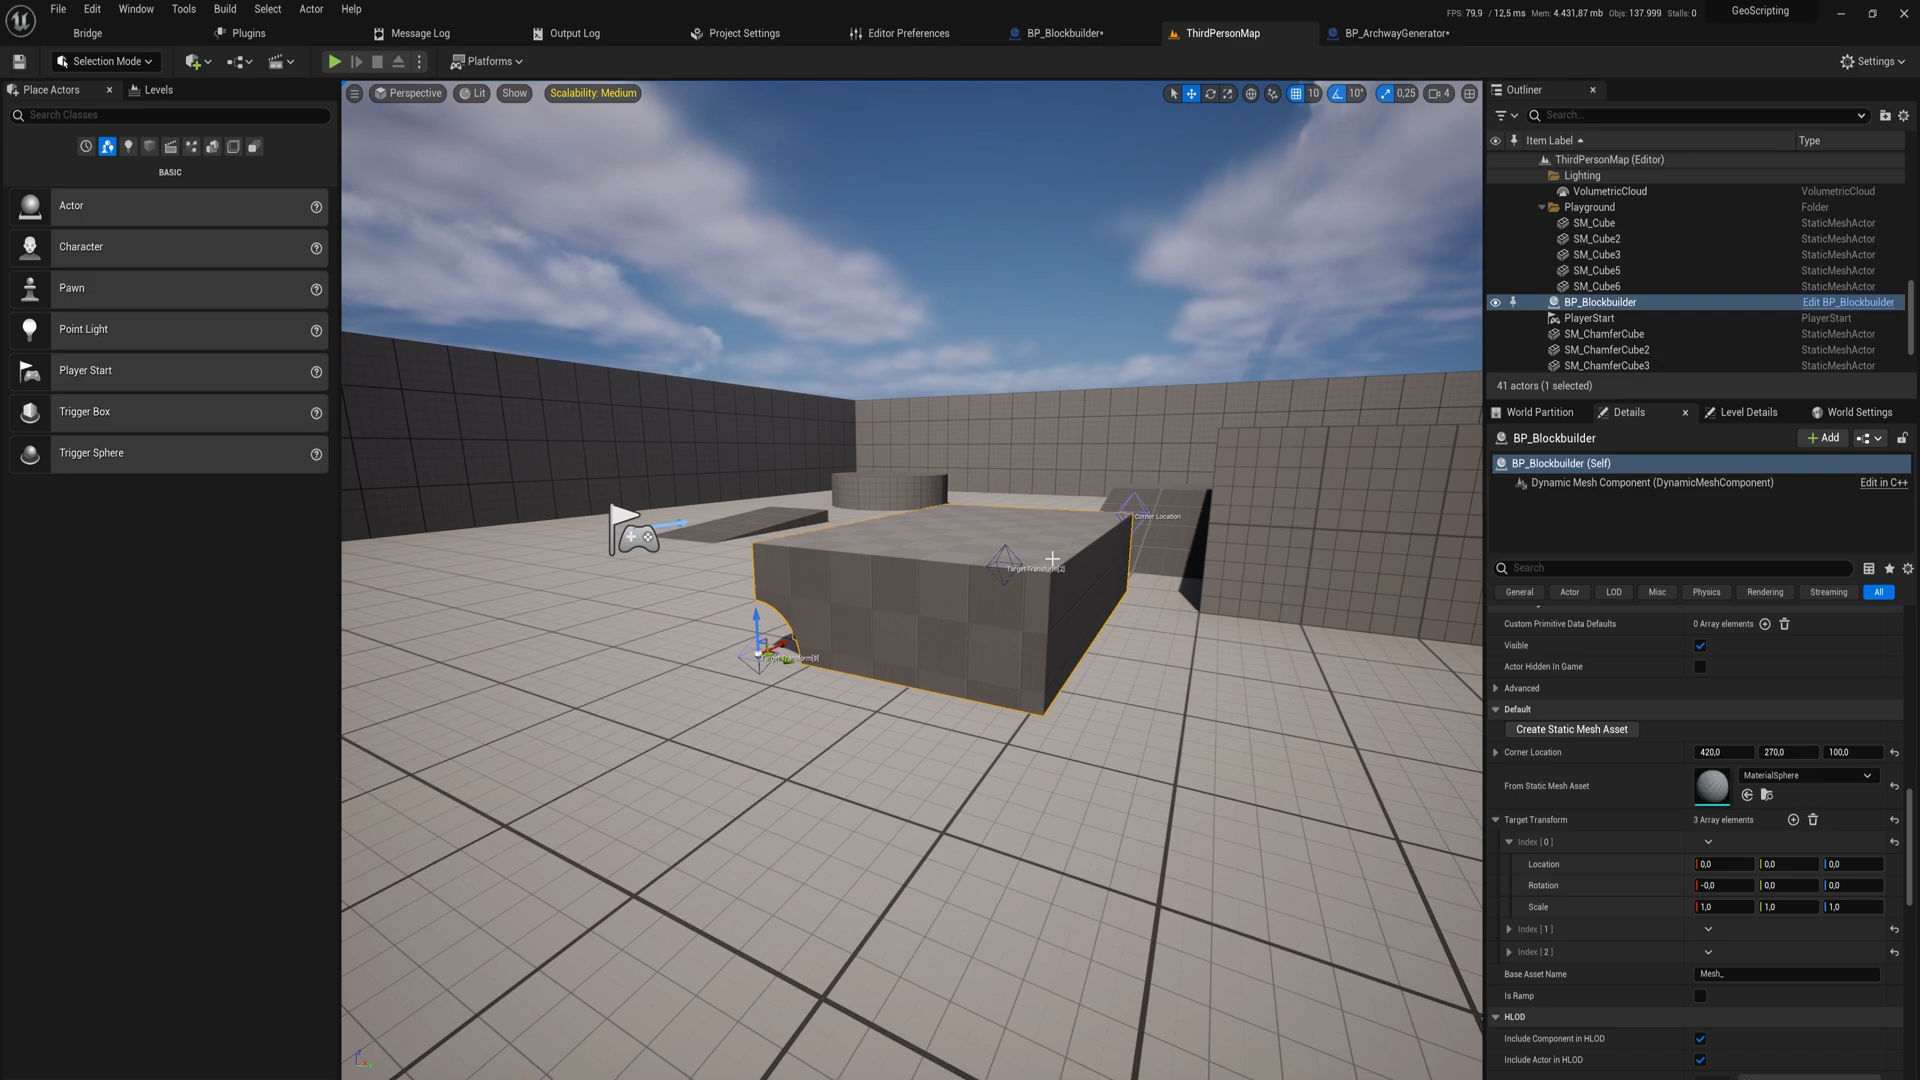 File Edit Window Tools Build Select Actor Help
FPS: 79,9 / 12,5 ms Mem: 4.431,87 mb Objs: 137.999 Stalls: 0
GeoScripting
Bridge
Plugins
Message Log
Output Log
Project Settings
Editor Preferences
BP_Blockbuilder*
ThirdPersonMap
BP_ArchwayGenerator*
Selection Mode
Platforms
Settings
Place Actors
Levels
Search Classes
BASIC
Actor
Character
Pawn
Point Light
Player Start
Trigger Box
Trigger Sphere
Perspective
Lit
Show
Scalability: Medium
10
10°
0,25
4
Corner Location
Target Transform[2]
Target Transform[0]
Outliner
Search...
Item Label
Type
ThirdPersonMap (Editor)
Lighting
VolumetricCloud VolumetricCloud
Playground Folder
SM_Cube StaticMeshActor
SM_Cube2 StaticMeshActor
SM_Cube3 StaticMeshActor
SM_Cube5 StaticMeshActor
SM_Cube6 StaticMeshActor
BP_Blockbuilder Edit BP_Blockbuilder
PlayerStart PlayerStart
SM_ChamferCube StaticMeshActor
SM_ChamferCube2 StaticMeshActor
SM_ChamferCube3 StaticMeshActor
41 actors (1 selected)
World Partition
Details
Level Details
World Settings
BP_Blockbuilder
Add
BP_Blockbuilder (Self)
Dynamic Mesh Component (DynamicMeshComponent) Edit in C++
Search
General Actor LOD Misc Physics Rendering Streaming All
Custom Primitive Data Defaults 0 Array elements
Visible
Actor Hidden In Game
Advanced
Default
Create Static Mesh Asset
Corner Location 420,0 270,0 100,0
From Static Mesh Asset MaterialSphere
Target Transform 3 Array elements
Index [ 0 ]
Location 0,0 0,0 0,0
Rotation -0,0 0,0 0,0
Scale 1,0 1,0 1,0
Index [ 1 ]
Index [ 2 ]
Base Asset Name Mesh_
Is Ramp
HLOD
Include Component in HLOD
Include Actor in HLOD